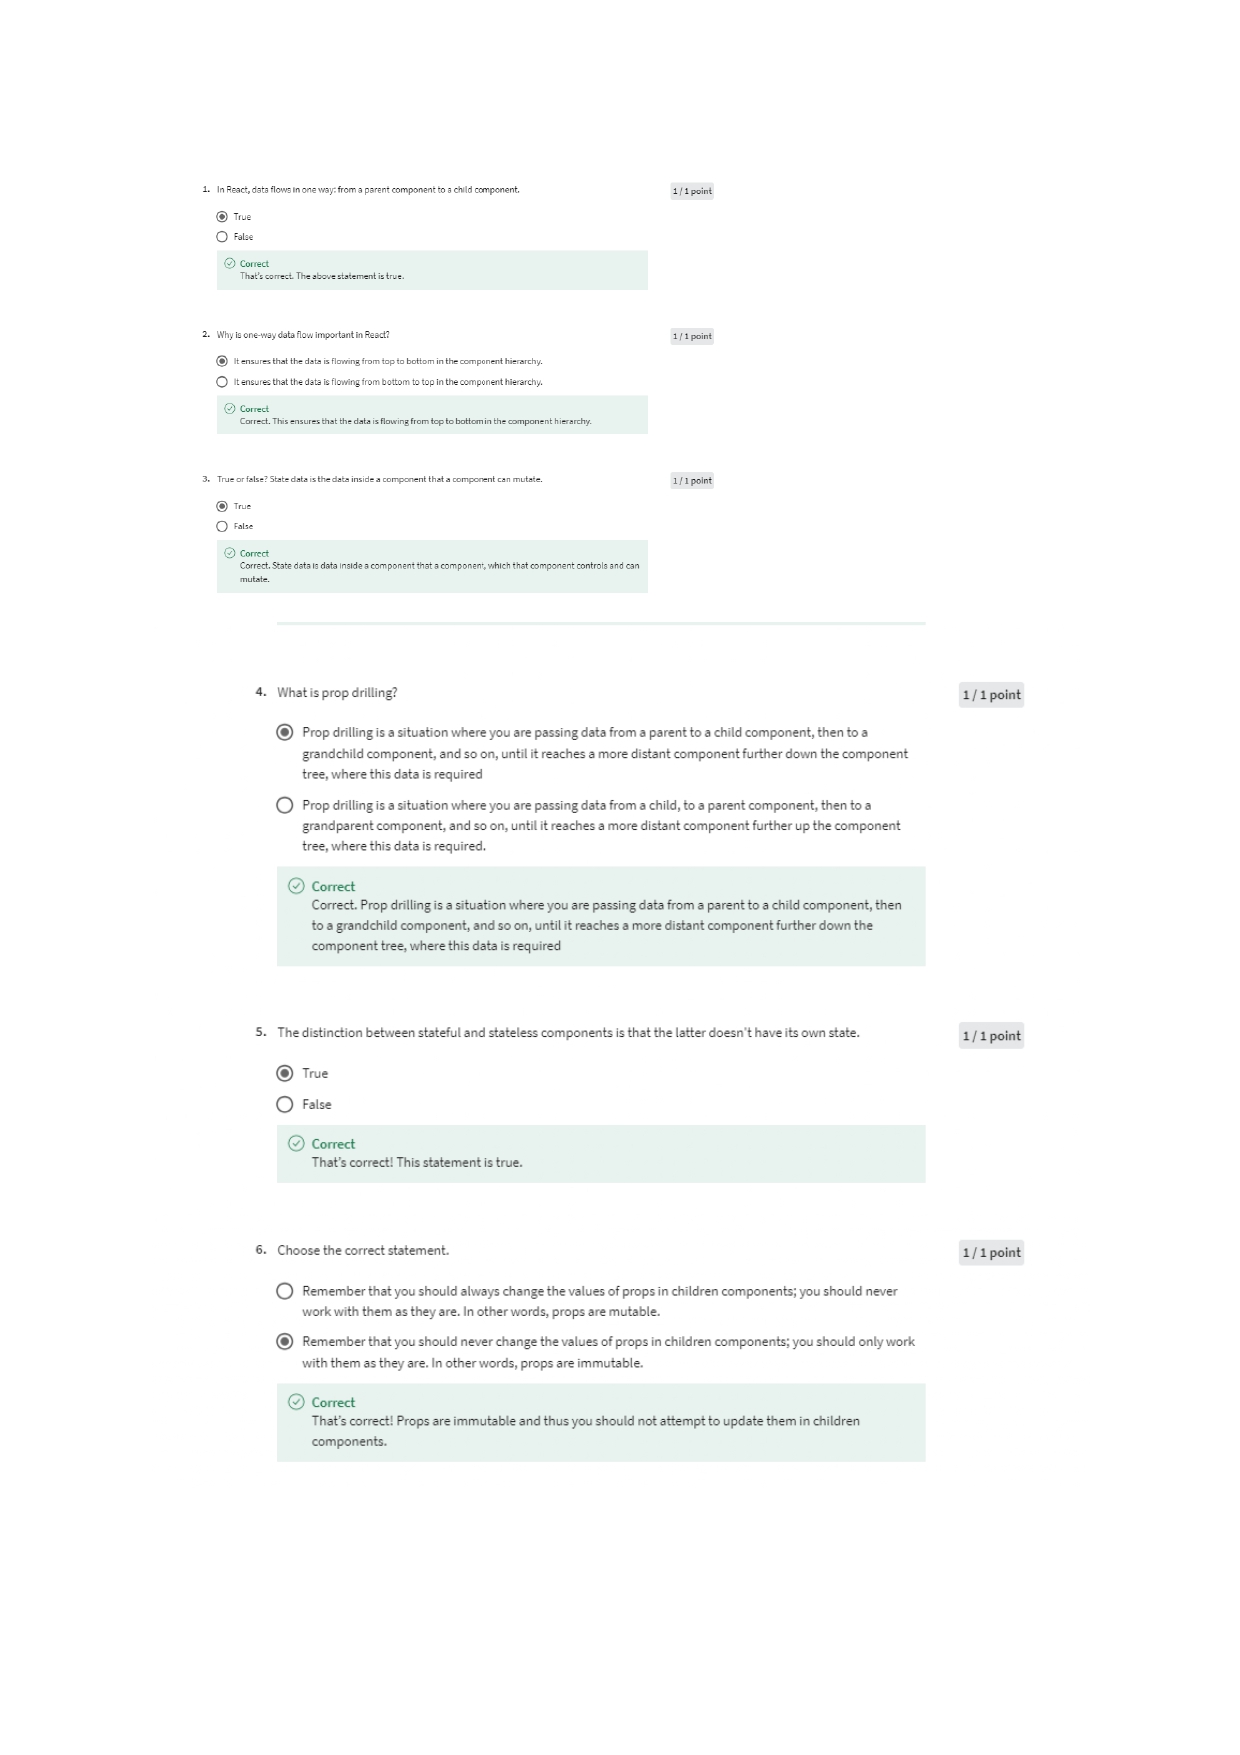 1. In React, data flows in one way: from a parent component to a child component.
1 / 1 point
True
False
Correct
That's correct. The above statement is true.
2. Why is one-way data flow important in React?
1 / 1 point
It ensures that the data is flowing from top to bottom in the component hierarchy.
It ensures that the data is flowing from bottom to top in the component hierarchy.
Correct
Correct. This ensures that the data is flowing from top to bottom in the component hierarchy.
3. True or false? State data is the data inside a component that a component can mutate.
1 / 1 point
True
False
Correct
Correct. State data is data inside a component that a component, which that component controls and can
mutate.
4. What is prop drilling?
1 / 1 point
Prop drilling is a situation where you are passing data from a parent to a child component, then to a
grandchild component, and so on, until it reaches a more distant component further down the component
tree, where this data is required
Prop drilling is a situation where you are passing data from a child, to a parent component, then to a
grandparent component, and so on, until it reaches a more distant component further up the component
tree, where this data is required.
Correct
Correct. Prop drilling is a situation where you are passing data from a parent to a child component, then
to a grandchild component, and so on, until it reaches a more distant component further down the
component tree, where this data is required
5. The distinction between stateful and stateless components is that the latter doesn't have its own state.
1 / 1 point
True
False
Correct
That's correct! This statement is true.
6. Choose the correct statement.
1 / 1 point
Remember that you should always change the values of props in children components; you should never
work with them as they are. In other words, props are mutable.
Remember that you should never change the values of props in children components; you should only work
with them as they are. In other words, props are immutable.
Correct
That's correct! Props are immutable and thus you should not attempt to update them in children
components.